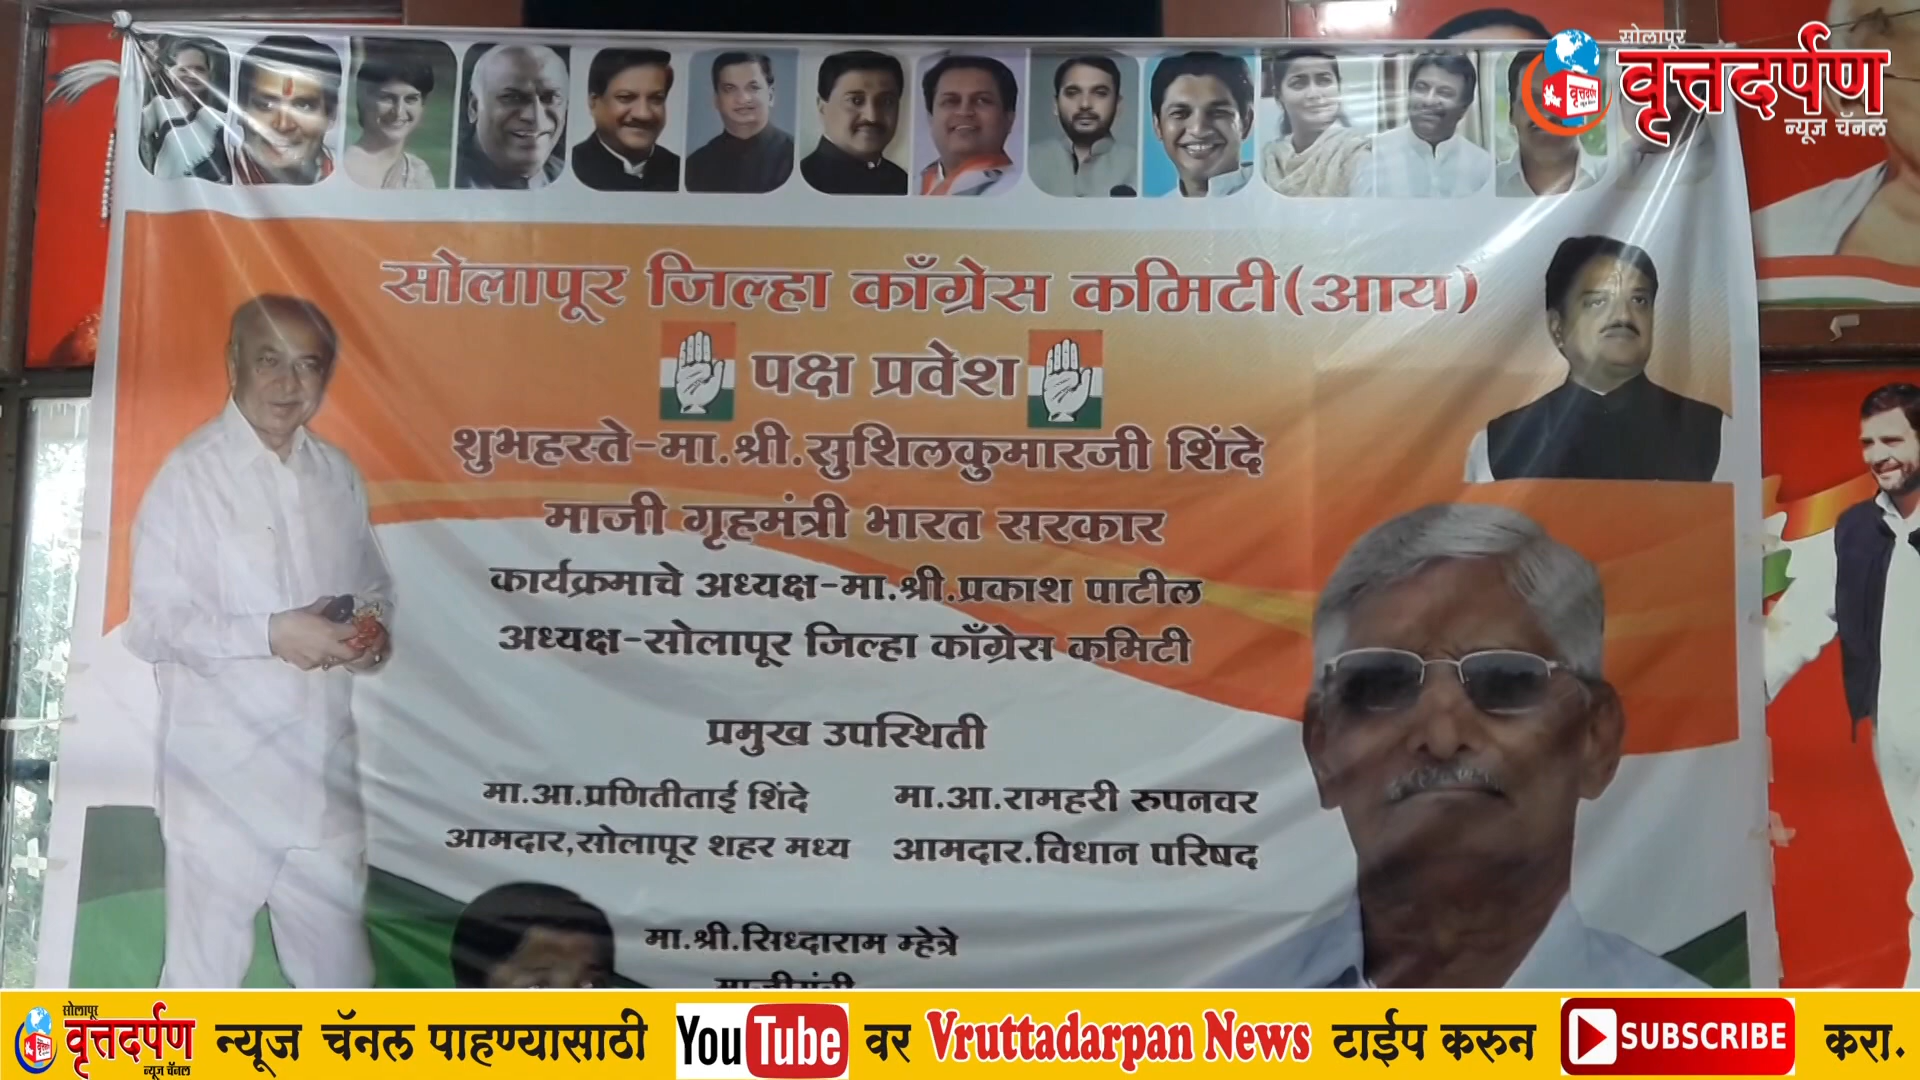 सोलापूर
वृत्तदर्पण
न्यूज चॅनल
सोलापूर जिल्हा काँग्रेस कमिटी(आय)
पक्ष प्रवेश
शुभहस्ते-मा.श्री.सुशिलकुमारजी शिंदे
माजी गृहमंत्री भारत सरकार
कार्यक्रमाचे अध्यक्ष-मा.श्री.प्रकाश पाटील
अध्यक्ष-सोलापूर जिल्हा काँग्रेस कमिटी
प्रमुख उपस्थिती
मा.आ.प्रणितीताई शिंदे मा.आ.रामहरी रुपनवर
आमदार,सोलापूर शहर मध्य आमदार.विधान परिषद
मा.श्री.सिध्दाराम म्हेत्रे
माजीमंत्री
सोलापूर
वृत्तदर्पण
न्यूज चॅनल
न्यूज चॅनल पाहण्यासाठी YouTube वर Vruttadarpan News टाईप करुन SUBSCRIBE करा.